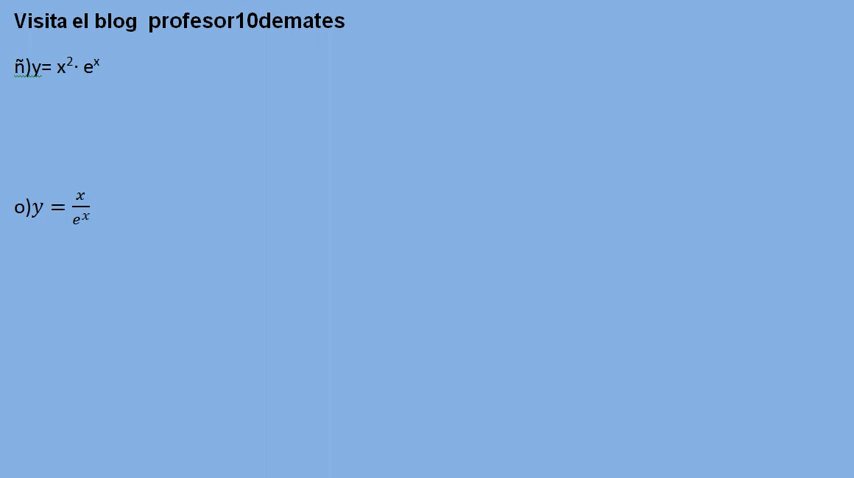 Visita el blog  profesor10demates
ñ)y= x²· eˣ
o)y = x/eˣ